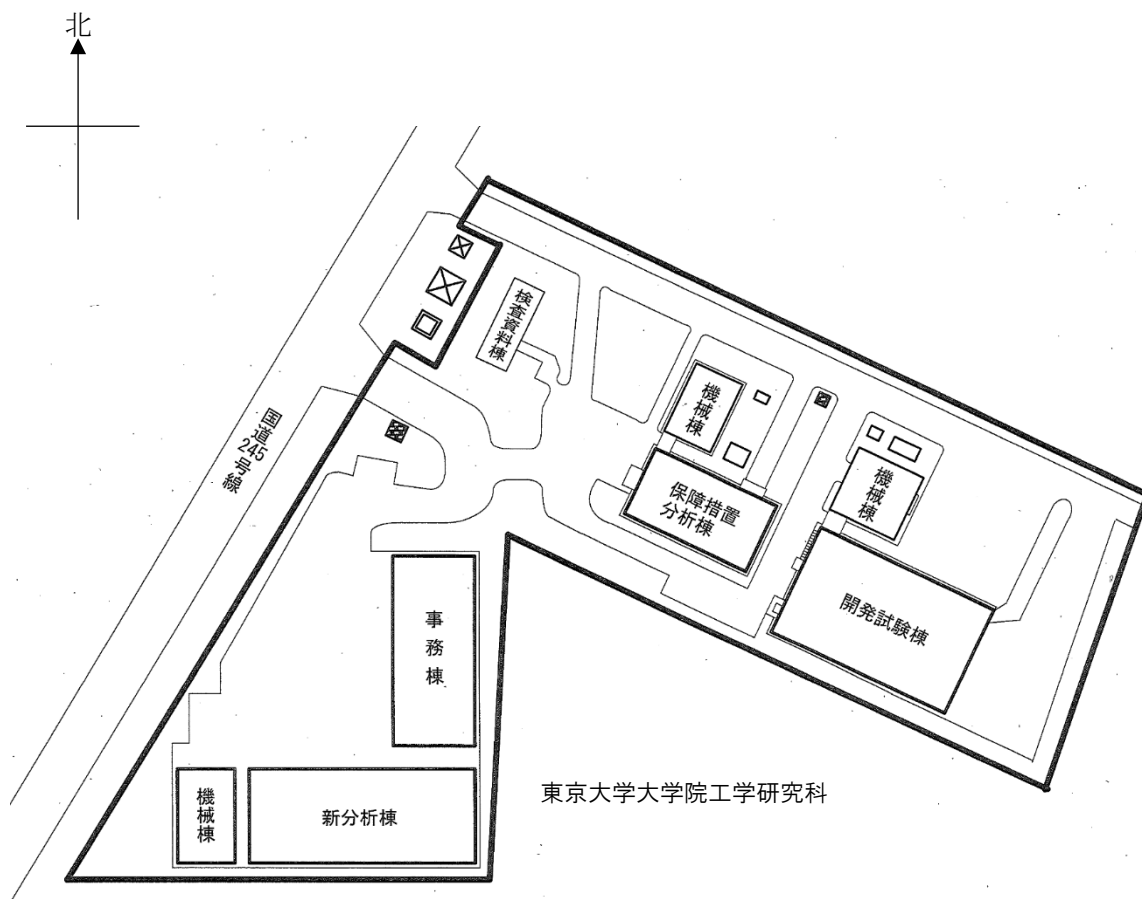 北
検査資料棟
機械棟
国道245号線
機械棟
保障措置
分析棟
開発試験棟
事務棟
東京大学大学院工学研究科
機械棟
新分析棟